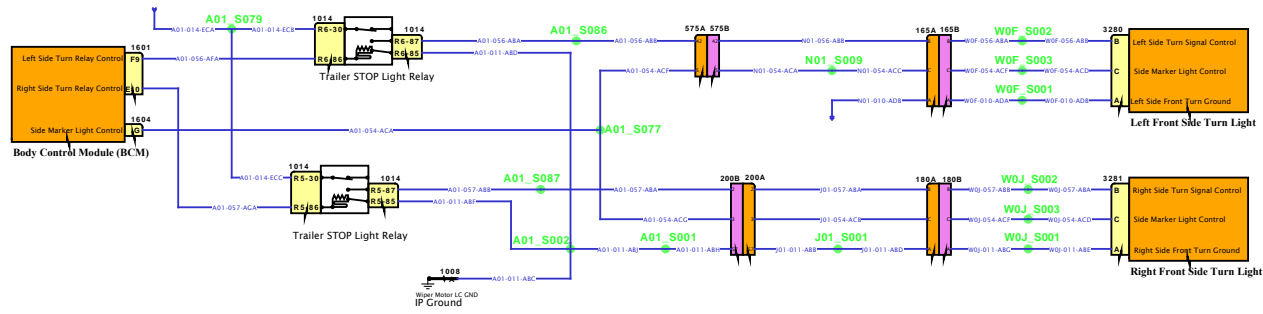 A01_S079
1014
A01-014-ECA
A01-014-ECB
R6-30
R6-86
1014
R6-87
R6-85
Trailer STOP Light Relay
A01-056-ABA
A01-011-ABD
A01_S086
A01-056-ABB
575A 575B
A01-054-ACF
N01-056-ABB
N01-054-ACA
N01_S009
N01-054-ACC
N01-010-ADB
165A 165B
W0F_S002
W0F-056-ABA
W0F-056-ABB
W0F_S003
W0F-054-ACF
W0F-054-ACD
W0F_S001
W0F-010-ADA
W0F-010-ADB
3280
B
C
A
Left Side Turn Signal Control
Side Marker Light Control
Left Side Front Turn Ground
Left Front Side Turn Light
1601
Left Side Turn Relay Control
F9
A01-056-AFA
Right Side Turn Relay Control
1604
Side Marker Light Control
G
Body Control Module (BCM)
A01-054-ACA
A01_S077
1014
A01-014-ECC
R5-30
R5-86
A01-057-AGA
1014
R5-87
R5-85
Trailer STOP Light Relay
A01-057-ABB
A01-011-ABF
A01_S087
A01-057-ABA
A01-054-ACG
A01_S002
A01-011-ABJ
A01_S001
A01-011-ABH
200B 200A
J01-057-ABA
J01-054-ACB
J01_S001
J01-011-ABB
J01-011-ABD
180A 180B
W0J_S002
W0J-057-ABB
W0J-057-ABA
W0J_S003
W0J-054-ACF
W0J-054-ACD
W0J_S001
W0J-011-ABG
W0J-011-ABE
3281
B
C
A
Right Side Turn Signal Control
Side Marker Light Control
Right Side Front Turn Ground
Right Front Side Turn Light
1008
A01-011-ABC
Wiper Motor LC GND
IP Ground